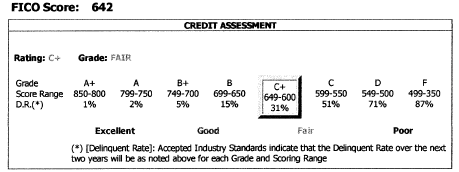 FICO Score: 642
CREDIT ASSESSMENT
Rating: C+ Grade: FAIR
Grade A+ A B+ B C+ C D F
Score Range 850-800 799-750 749-700 699-650 649-600 599-550 549-500 499-350
D.R.(*) 1% 2% 5% 15% 31% 51% 71% 87%
Excellent Good Fair Poor
(*) [Delinquent Rate]: Accepted Industry Standards indicate that the Delinquent Rate over the next
two years will be as noted above for each Grade and Scoring Range